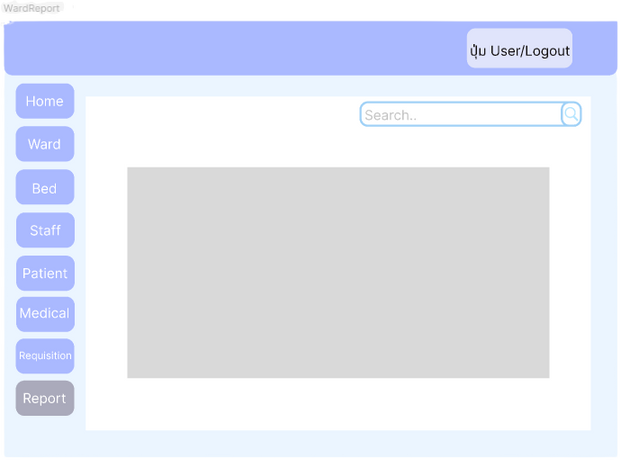 WardReport
ปุ่ม User/Logout
Home
Search..
Ward
Bed
Staff
Patient
Medical
Requisition
Report